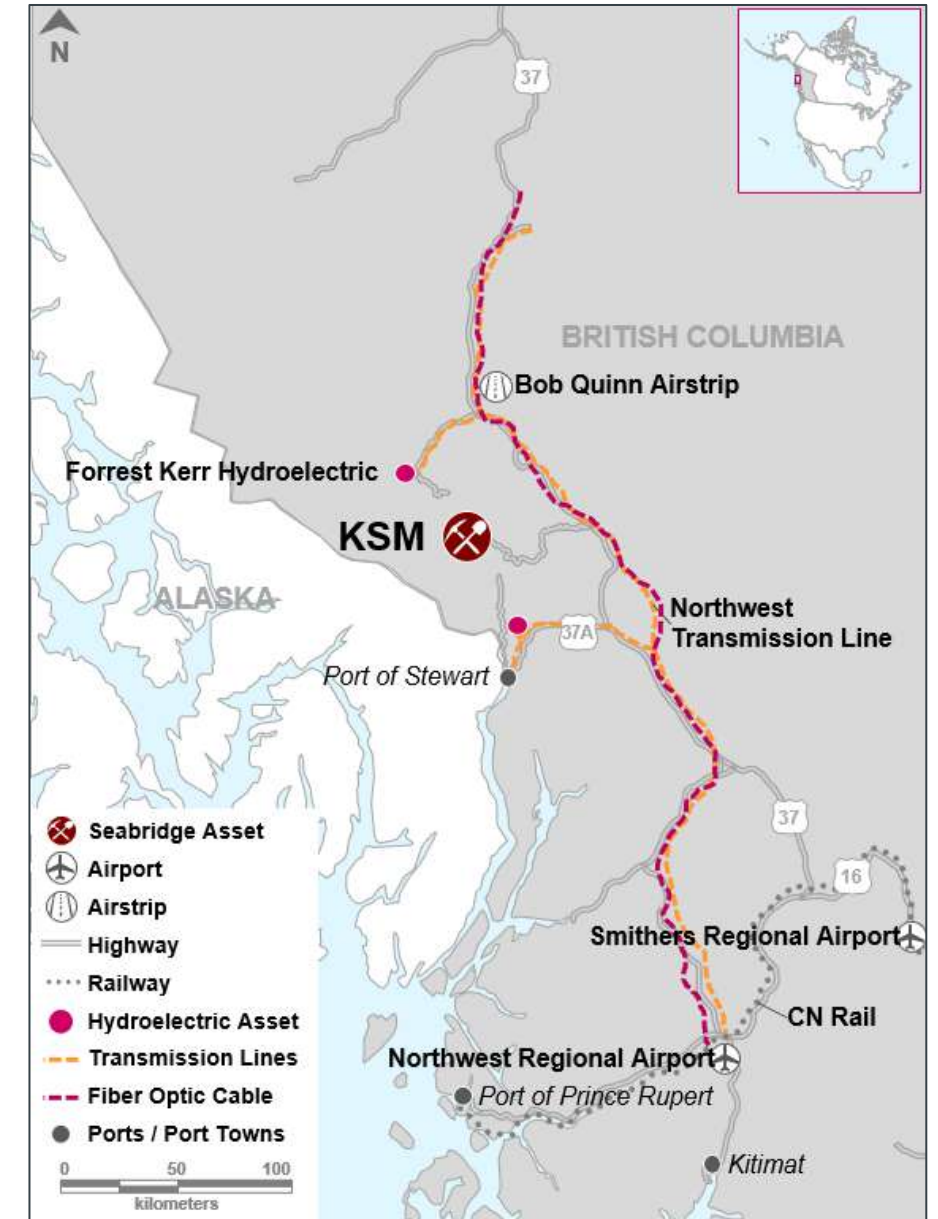 N
37
BRITISH COLUMBIA
Bob Quinn Airstrip
Forrest Kerr Hydroelectric
KSM
ALASKA
Northwest
Transmission Line
37A
Port of Stewart
37
16
Smithers Regional Airport
CN Rail
Northwest Regional Airport
Port of Prince Rupert
Kitimat
Seabridge Asset
Airport
Airstrip
Highway
Railway
Hydroelectric Asset
Transmission Lines
Fiber Optic Cable
Ports / Port Towns
0 50 100
kilometers